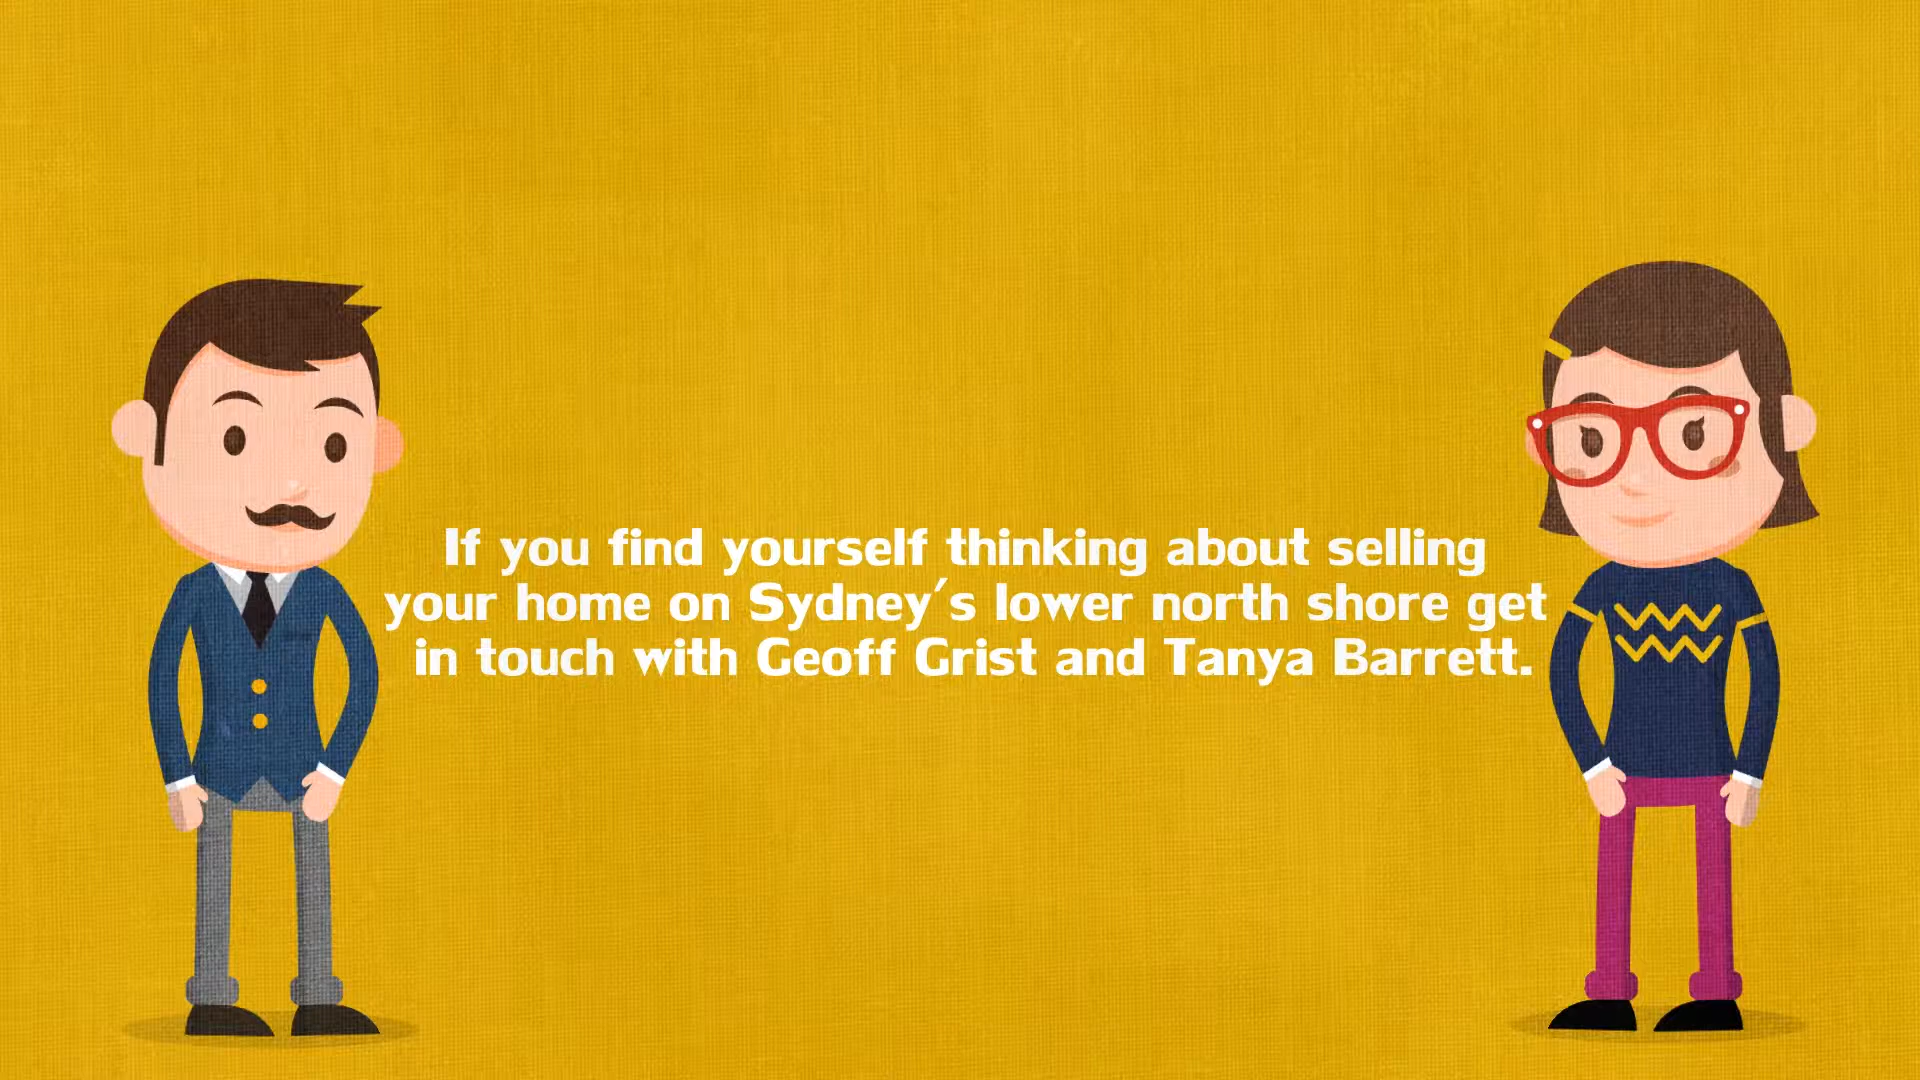 If you find yourself thinking about selling
your home on Sydney's lower north shore get
in touch with Geoff Grist and Tanya Barrett.